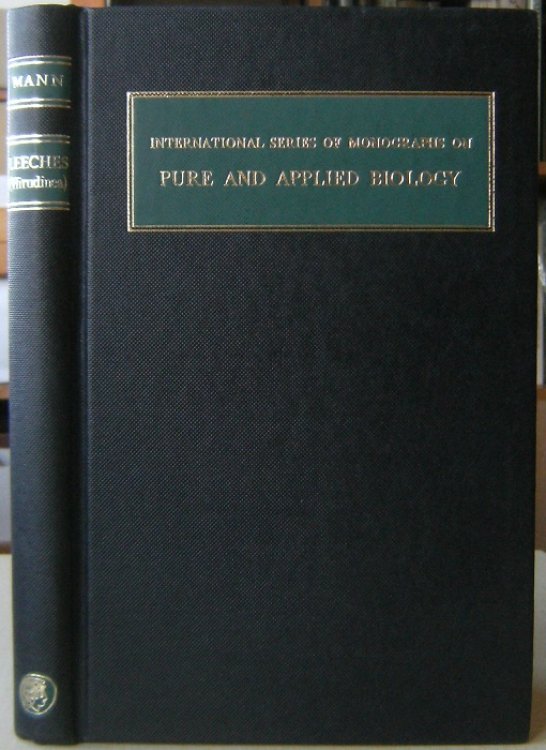 MANN
LEECHES
(Hirudinea)
INTERNATIONAL SERIES OF MONOGRAPHS ON
PURE AND APPLIED BIOLOGY